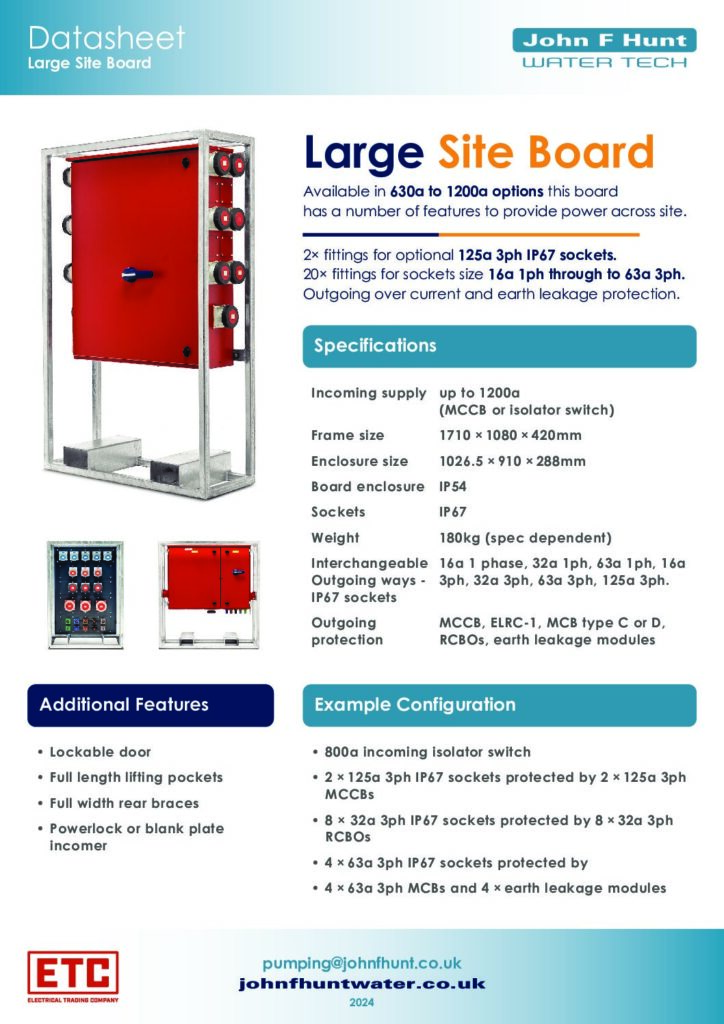 Datasheet
Large Site Board
John F Hunt
WATER TECH
Large Site Board
Available in 630a to 1200a options this board
has a number of features to provide power across site.
2× fittings for optional 125a 3ph IP67 sockets.
20× fittings for sockets size 16a 1ph through to 63a 3ph.
Outgoing over current and earth leakage protection.
Specifications
Incoming supply up to 1200a
(MCCB or isolator switch)
Frame size 1710 × 1080 × 420mm
Enclosure size 1026.5 × 910 × 288mm
Board enclosure IP54
Sockets IP67
Weight 180kg (spec dependent)
Interchangeable 16a 1 phase, 32a 1ph, 63a 1ph, 16a
Outgoing ways - 3ph, 32a 3ph, 63a 3ph, 125a 3ph.
IP67 sockets
Outgoing MCCB, ELRC-1, MCB type C or D,
protection RCBOs, earth leakage modules
Additional Features
• Lockable door
• Full length lifting pockets
• Full width rear braces
• Powerlock or blank plate
incomer
Example Configuration
• 800a incoming isolator switch
• 2 × 125a 3ph IP67 sockets protected by 2 × 125a 3ph
MCCBs
• 8 × 32a 3ph IP67 sockets protected by 8 × 32a 3ph
RCBOs
• 4 × 63a 3ph IP67 sockets protected by
• 4 × 63a 3ph MCBs and 4 × earth leakage modules
ETC
ELECTRICAL TRADING COMPANY
pumping@johnfhunt.co.uk
johnfhuntwater.co.uk
2024